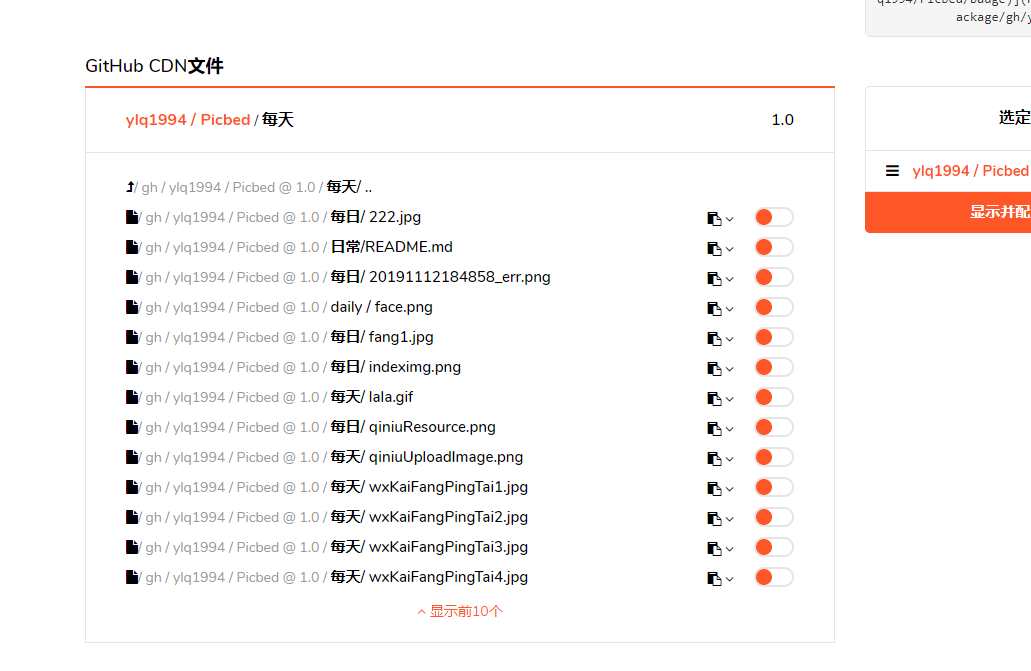 ackage/gh/y
GitHub CDN文件
ylq1994 / Picbed / 每天
1.0
/ gh / ylq1994 / Picbed @ 1.0 / 每天/ ..
/ gh / ylq1994 / Picbed @ 1.0 / 每日/ 222.jpg
/ gh / ylq1994 / Picbed @ 1.0 / 日常/README.md
/ gh / ylq1994 / Picbed @ 1.0 / 每日/ 20191112184858_err.png
/ gh / ylq1994 / Picbed @ 1.0 / daily / face.png
/ gh / ylq1994 / Picbed @ 1.0 / 每日/ fang1.jpg
/ gh / ylq1994 / Picbed @ 1.0 / 每日/ indeximg.png
/ gh / ylq1994 / Picbed @ 1.0 / 每天/ lala.gif
/ gh / ylq1994 / Picbed @ 1.0 / 每日/ qiniuResource.png
/ gh / ylq1994 / Picbed @ 1.0 / 每天/ qiniuUploadImage.png
/ gh / ylq1994 / Picbed @ 1.0 / 每天/ wxKaiFangPingTai1.jpg
/ gh / ylq1994 / Picbed @ 1.0 / 每天/ wxKaiFangPingTai2.jpg
/ gh / ylq1994 / Picbed @ 1.0 / 每天/ wxKaiFangPingTai3.jpg
/ gh / ylq1994 / Picbed @ 1.0 / 每天/ wxKaiFangPingTai4.jpg
显示前10个
选定
ylq1994 / Picbed
显示并配